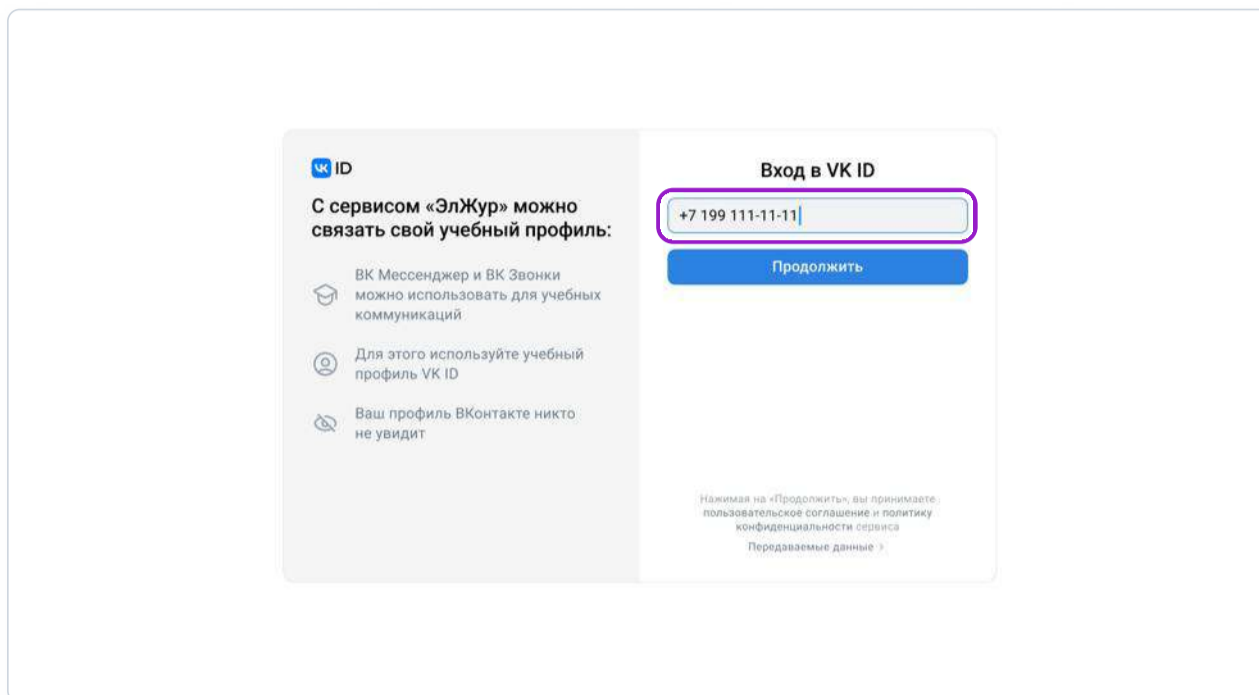 VK ID
С сервисом «ЭлЖур» можно
связать свой учебный профиль:
ВК Мессенджер и ВК Звонки
можно использовать для учебных
коммуникаций
Для этого используйте учебный
профиль VK ID
Ваш профиль ВКонтакте никто
не увидит
Вход в VK ID
+7 199 111-11-11
Продолжить
Нажимая на «Продолжить», вы принимаете
пользовательское соглашение и политику
конфиденциальности сервиса
Передаваемые данные >